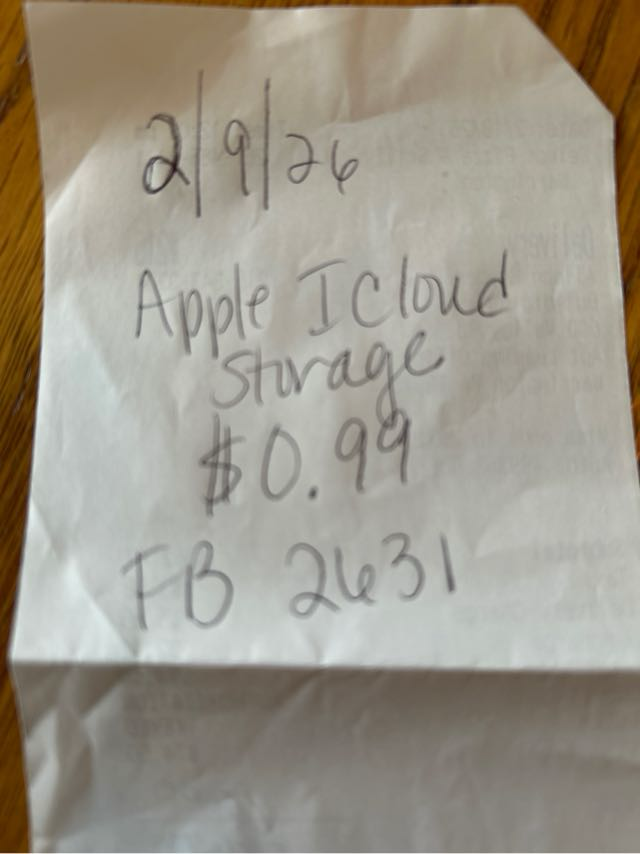 2/9/26
Apple ICloud
Storage
$0.99
FB 2631